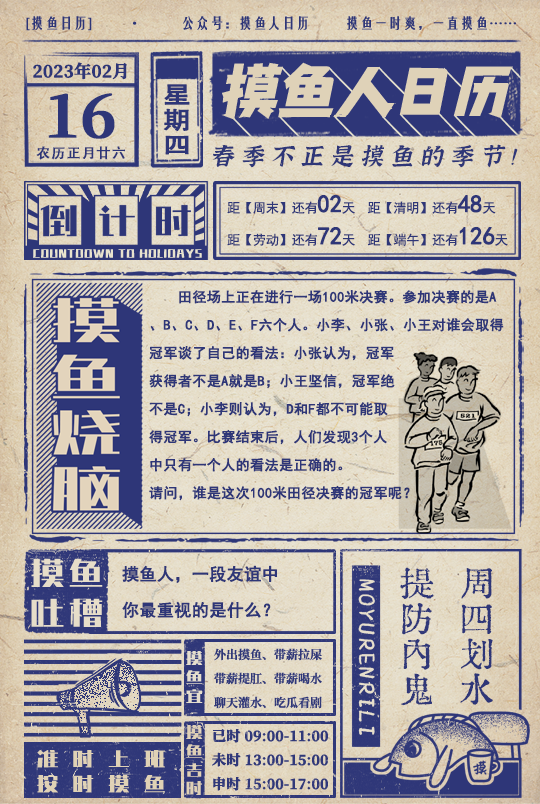 [摸鱼日历]
·
公众号：摸鱼人日历
摸鱼一时爽，一直摸鱼……
2023年02月
16
农历正月廿六
星期四
摸鱼人日历
春季不正是摸鱼的季节!
倒计时
COUNTDOWN TO HOLIDAYS
距【周末】还有02天 距【清明】还有48天
距【劳动】还有72天 距【端午】还有126天
摸鱼烧脑
田径场上正在进行一场100米决赛。参加决赛的是A
、B、C、D、E、F六个人。小李、小张、小王对谁会取得
冠军谈了自己的看法：小张认为，冠军
获得者不是A就是B；小王坚信，冠军绝
不是C；小李则认为，D和F都不可能取
得冠军。比赛结束后，人们发现3个人
中只有一个人的看法是正确的。
请问，谁是这次100米田径决赛的冠军呢？
621
175
摸鱼
吐槽
摸鱼人，一段友谊中
你最重视的是什么？
准时上班
按时摸鱼
摸鱼宜
外出摸鱼、带薪拉屎
带薪提肛、带薪喝水
聊天灌水、吃瓜看剧
摸鱼吉时
巳时 09:00-11:00
未时 13:00-15:00
申时 15:00-17:00
周四划水
提防内鬼
MOYURENRILI
摸